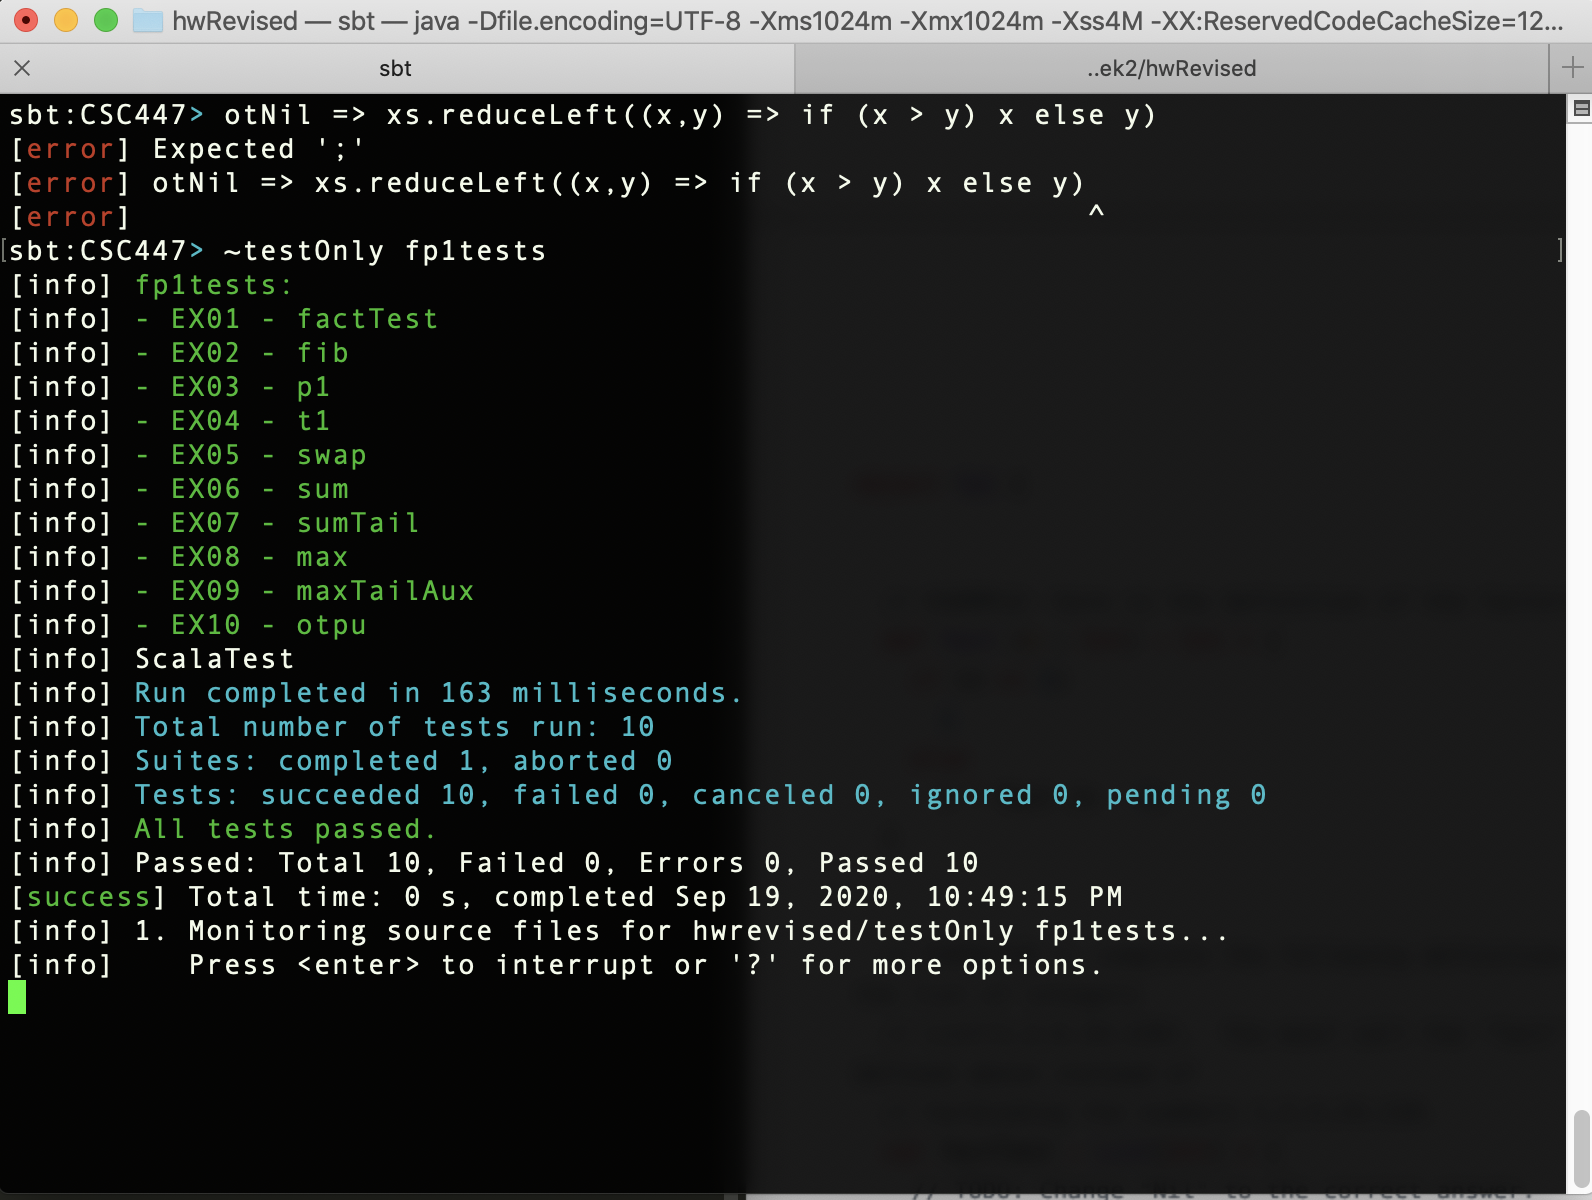 hwRevised — sbt — java -Dfile.encoding=UTF-8 -Xms1024m -Xmx1024m -Xss4M -XX:ReservedCodeCacheSize=12...
sbt
..ek2/hwRevised
sbt:CSC447> otNil => xs.reduceLeft((x,y) => if (x > y) x else y)
[error] Expected ';'
[error] otNil => xs.reduceLeft((x,y) => if (x > y) x else y)
[error] ^
[sbt:CSC447> ~testOnly fp1tests ]
[info] fp1tests:
[info] - EX01 - factTest
[info] - EX02 - fib
[info] - EX03 - p1
[info] - EX04 - t1
[info] - EX05 - swap
[info] - EX06 - sum
[info] - EX07 - sumTail
[info] - EX08 - max
[info] - EX09 - maxTailAux
[info] - EX10 - otpu
[info] ScalaTest
[info] Run completed in 163 milliseconds.
[info] Total number of tests run: 10
[info] Suites: completed 1, aborted 0
[info] Tests: succeeded 10, failed 0, canceled 0, ignored 0, pending 0
[info] All tests passed.
[info] Passed: Total 10, Failed 0, Errors 0, Passed 10
[success] Total time: 0 s, completed Sep 19, 2020, 10:49:15 PM
[info] 1. Monitoring source files for hwrevised/testOnly fp1tests...
[info] Press <enter> to interrupt or '?' for more options.
// TODO: Change 'Nil' to the correct answer.